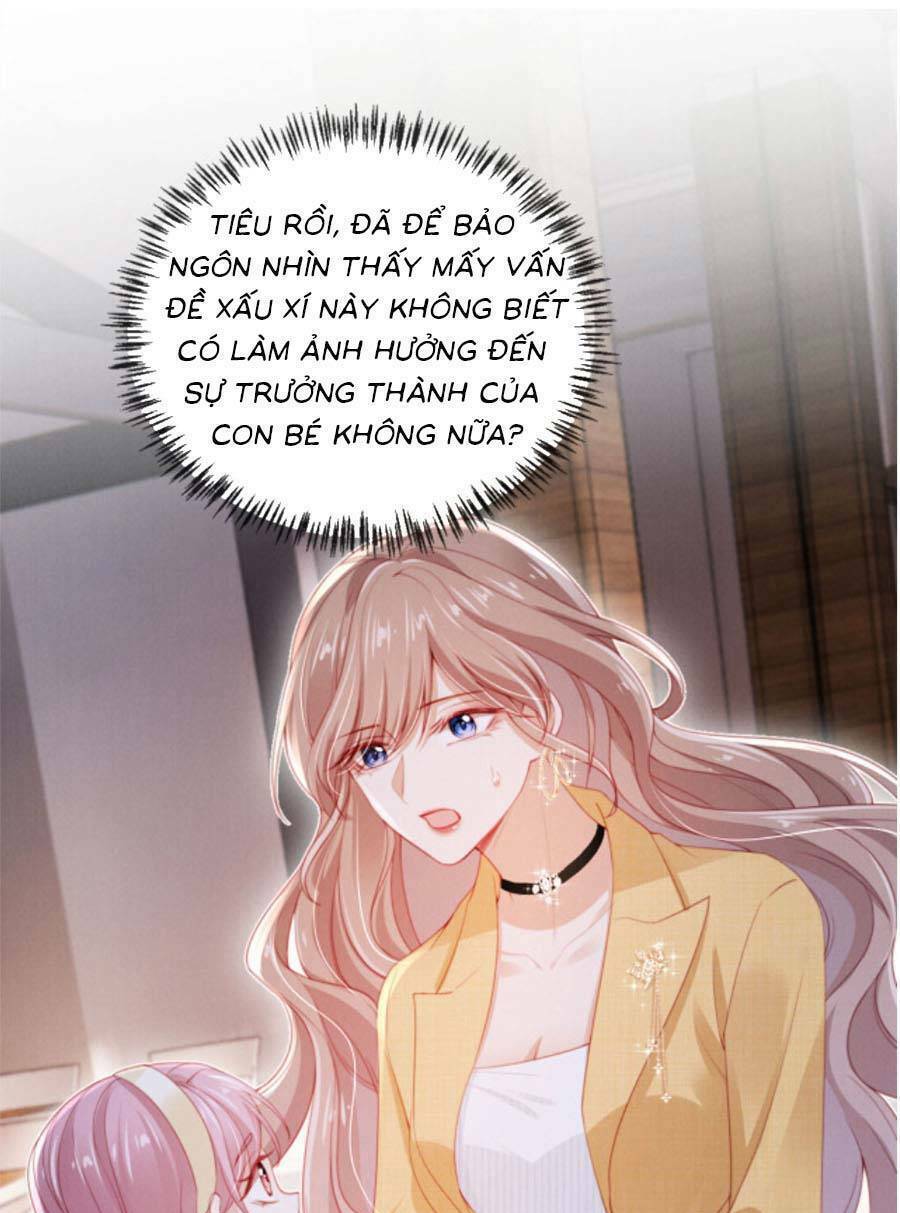 TIÊU RỒI, ĐÃ ĐỂ BẢO
NGÔN NHÌN THẤY MẤY VẤN
ĐỀ XẤU XÍ NÀY KHÔNG BIẾT
CÓ LÀM ẢNH HƯỞNG ĐẾN
SỰ TRƯỞNG THÀNH CỦA
CON BÉ KHÔNG NỮA?